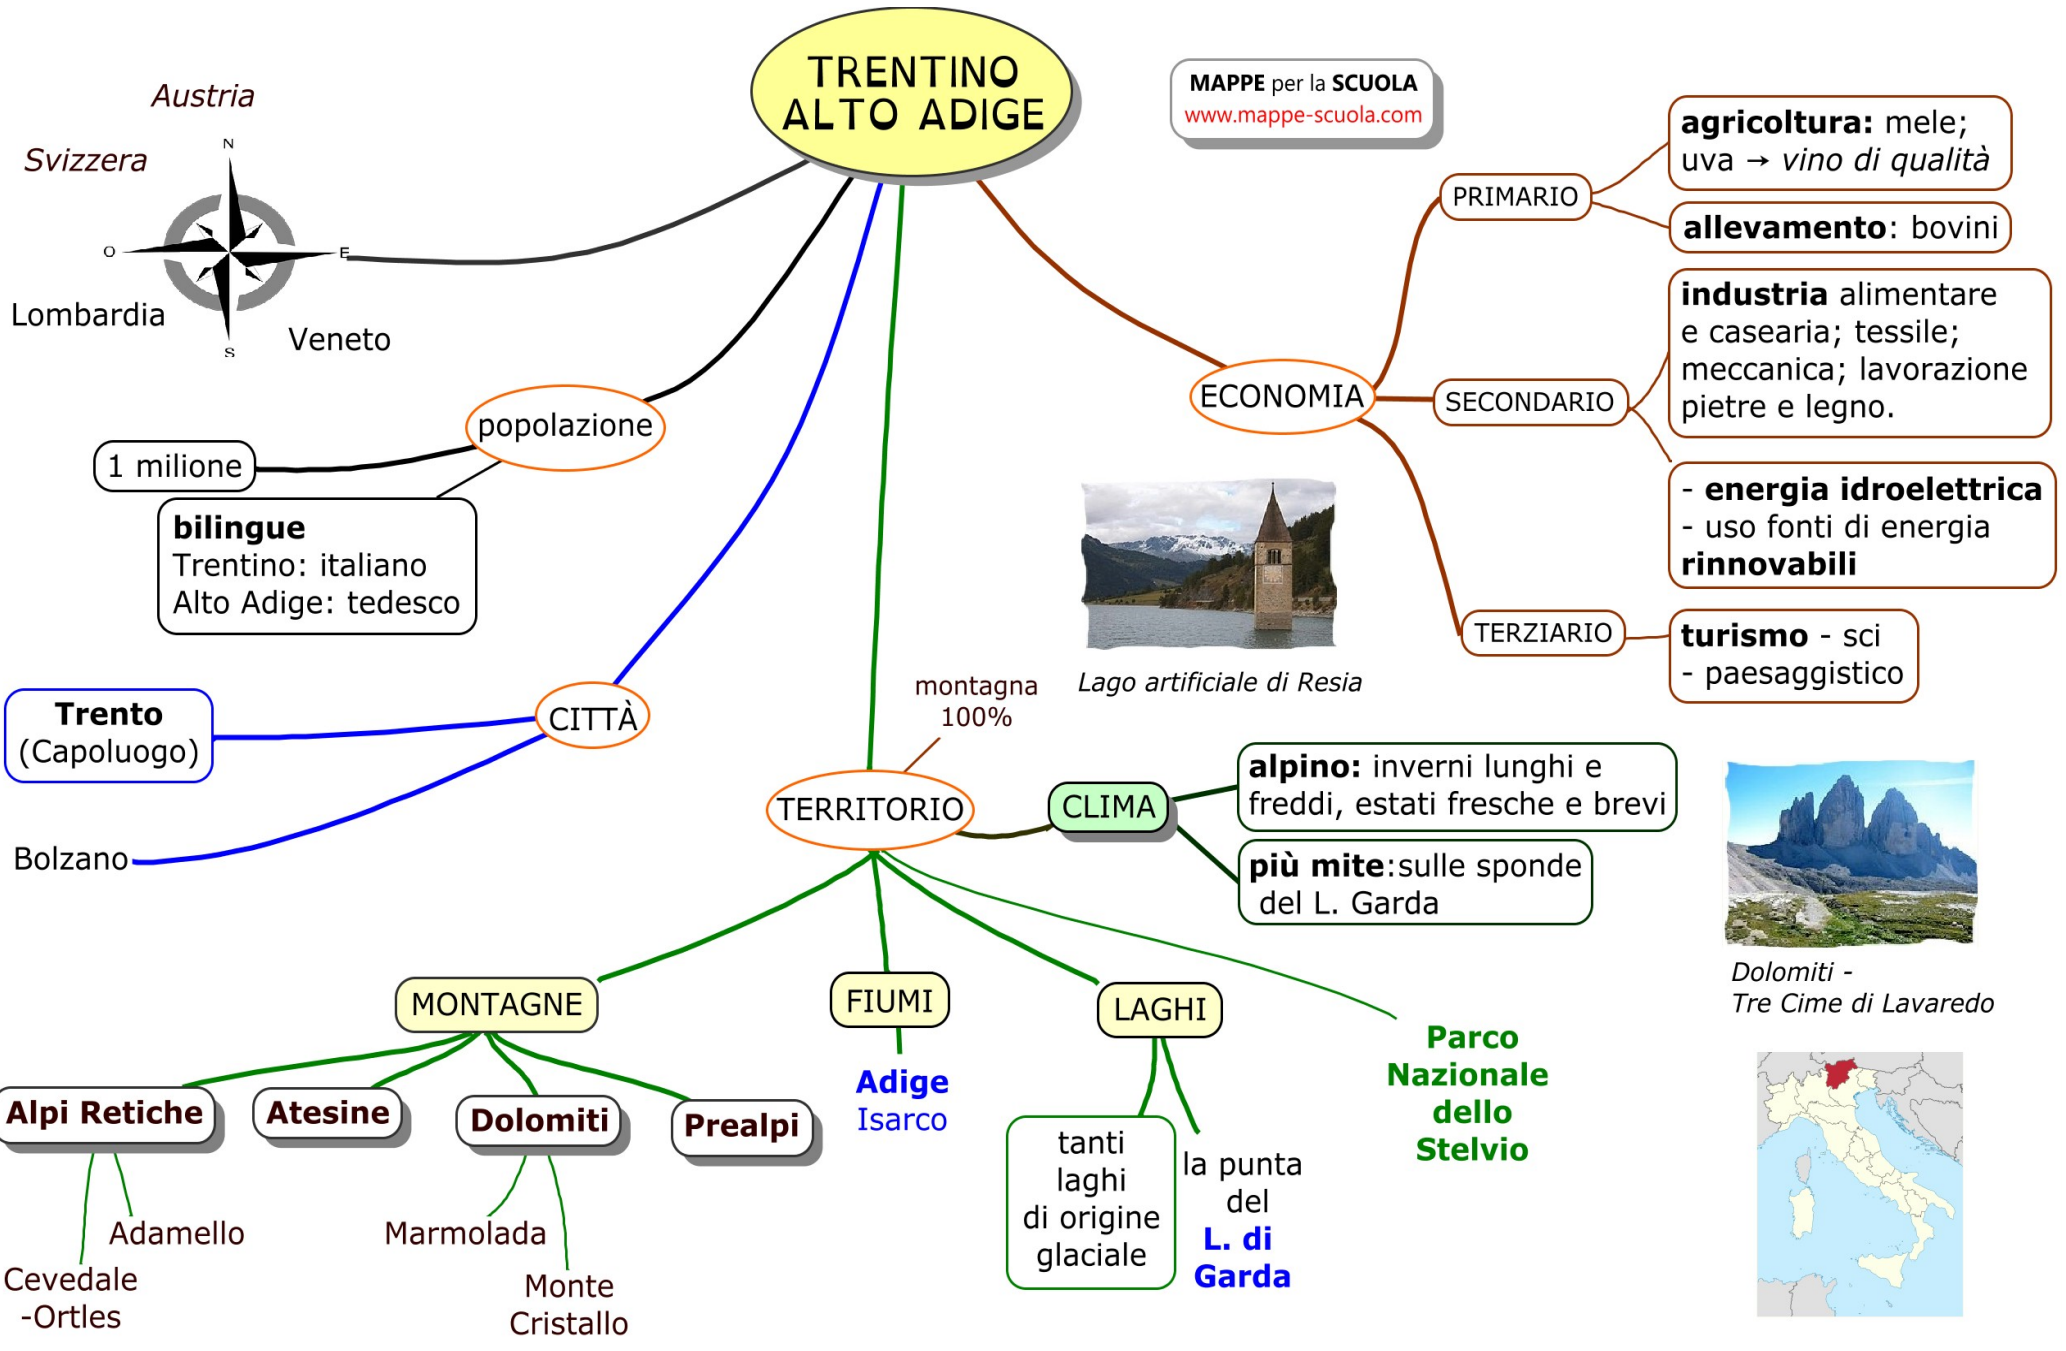 TRENTINO
ALTO ADIGE
MAPPE per la SCUOLA
www.mappe-scuola.com
Austria
Svizzera
N
O
E
S
Lombardia
Veneto
popolazione
1 milione
bilingue
Trentino: italiano
Alto Adige: tedesco
CITTÀ
Trento
(Capoluogo)
Bolzano
ECONOMIA
PRIMARIO
agricoltura: mele;
uva → vino di qualità
allevamento: bovini
SECONDARIO
industria alimentare
e casearia; tessile;
meccanica; lavorazione
pietre e legno.
- energia idroelettrica
- uso fonti di energia
rinnovabili
TERZIARIO
turismo - sci
- paesaggistico
Lago artificiale di Resia
montagna
100%
TERRITORIO
CLIMA
alpino: inverni lunghi e
freddi, estati fresche e brevi
più mite:sulle sponde
del L. Garda
Dolomiti -
Tre Cime di Lavaredo
MONTAGNE
Alpi Retiche
Atesine
Dolomiti
Prealpi
Adamello
Cevedale
-Ortles
Marmolada
Monte
Cristallo
FIUMI
Adige
Isarco
LAGHI
tanti
laghi
di origine
glaciale
la punta
del
L. di
Garda
Parco
Nazionale
dello
Stelvio